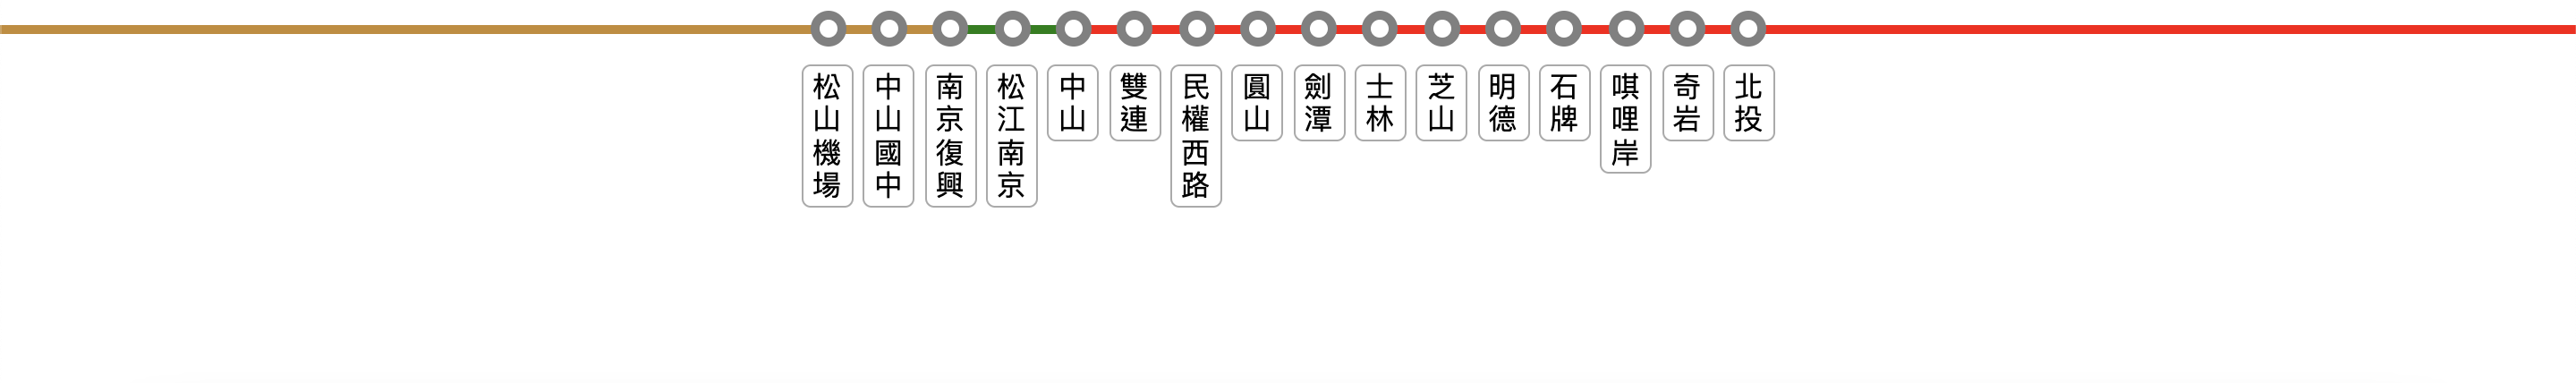 松山機場
中山國中
南京復興
松江南京
中山
雙連
民權西路
圓山
劍潭
士林
芝山
明德
石牌
唭哩岸
奇岩
北投